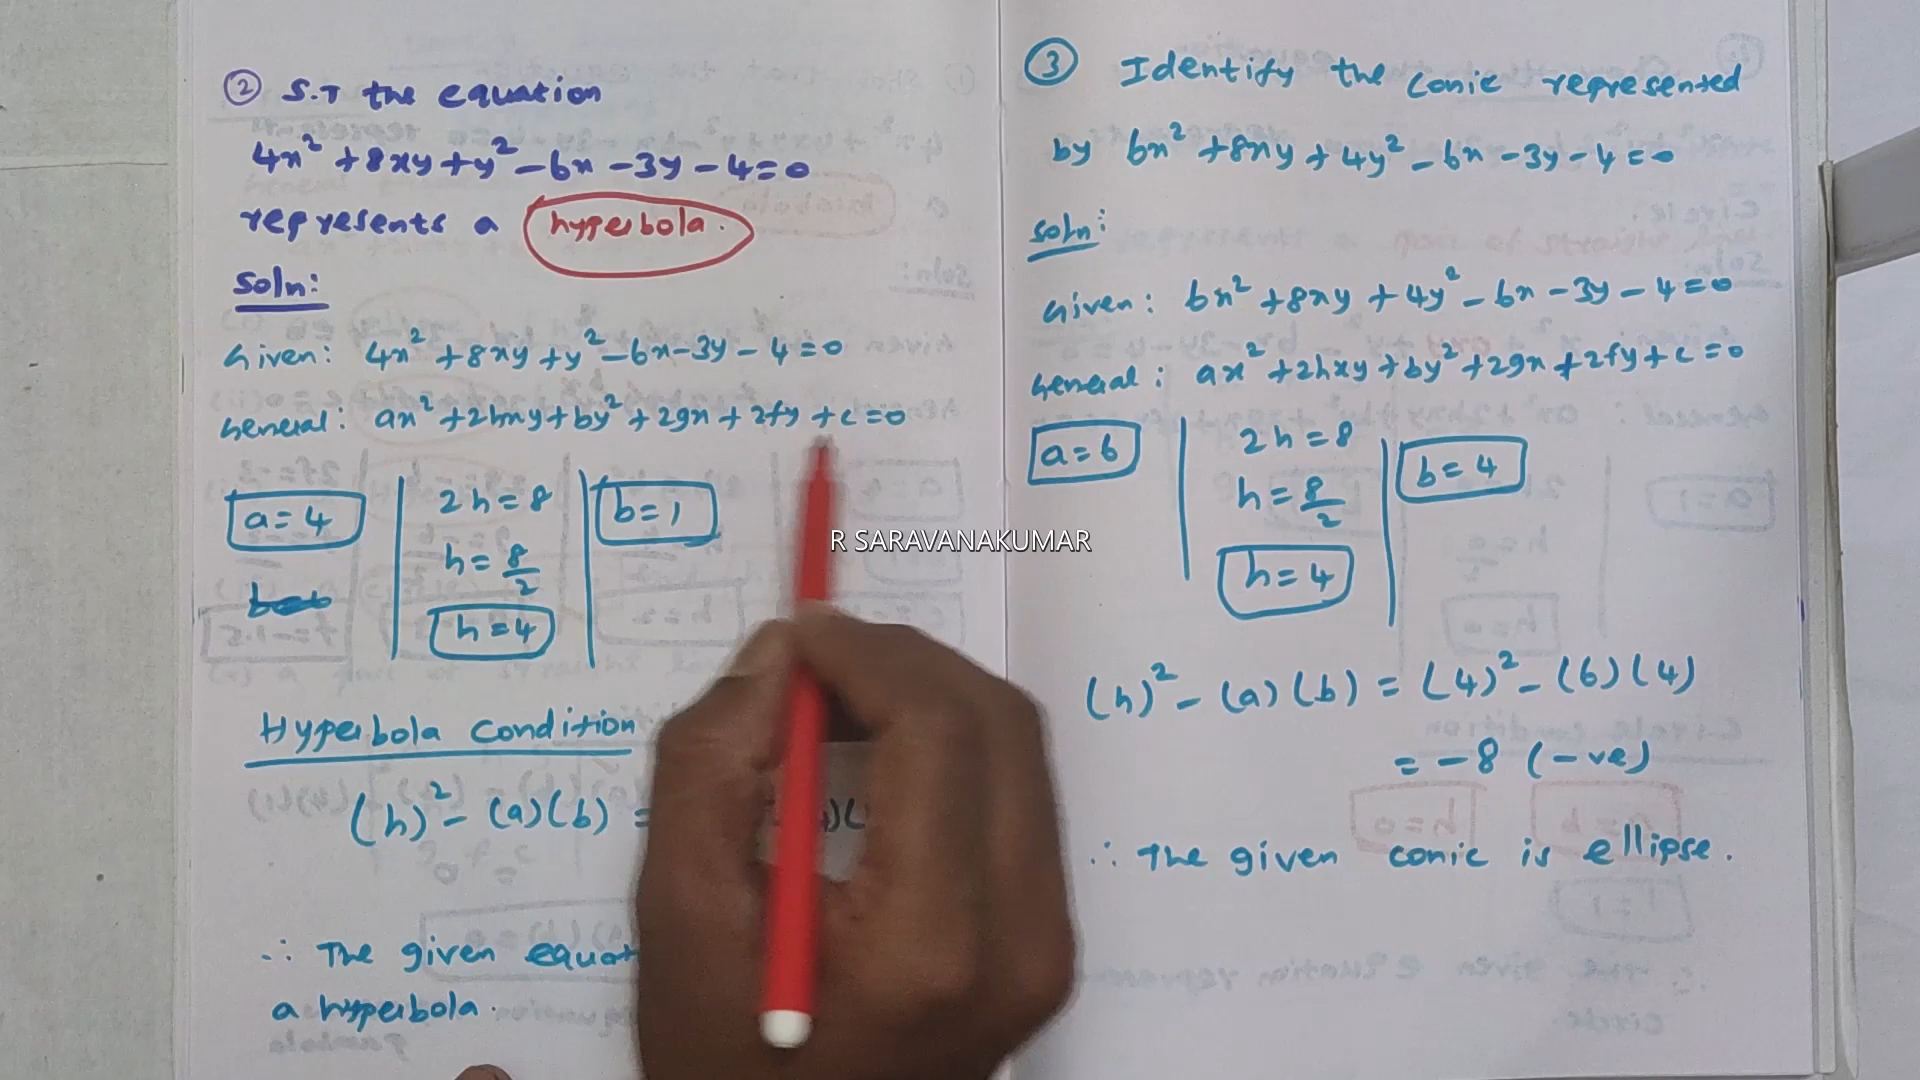 ② S.T the equation
4x² + 8xy + y² - 6x - 3y - 4 = 0
represents a hyperbola.
Soln:
Given: 4x² + 8xy + y² - 6x - 3y - 4 = 0
General: ax² + 2hxy + by² + 2gx + 2fy + c = 0
a = 4
2h = 8
h = 8/2
h = 4
b = 1
Hyperbola Condition
(h)² - (a)(b) =
∴ The given
a hyperbola.
③ Identify the conic represented
by 6x² + 8xy + 4y² - 6x - 3y - 4 = 0
Soln:
Given: 6x² + 8xy + 4y² - 6x - 3y - 4 = 0
General: ax² + 2hxy + by² + 2gx + 2fy + c = 0
a = 6
2h = 8
h = 8/2
h = 4
b = 4
(h)² - (a)(b) = (4)² - (6)(4)
= -8 (-ve)
∴ The given conic is ellipse.
R SARAVANAKUMAR